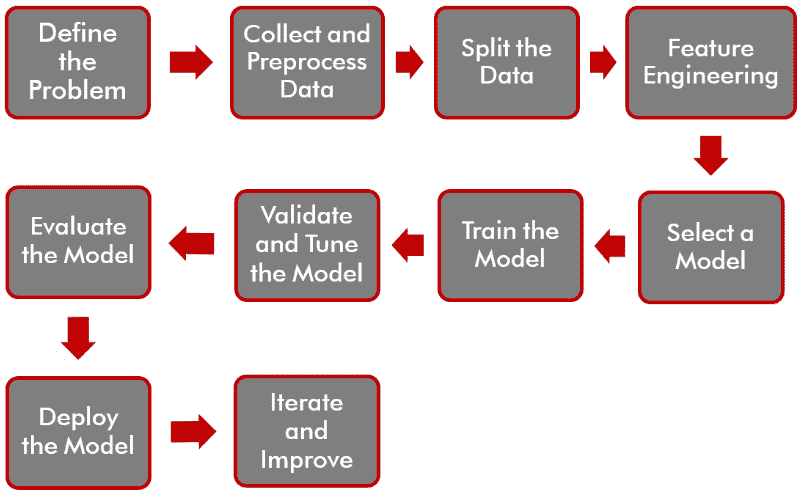 Define
the
Problem
Collect and
Preprocess
Data
Split the
Data
Feature
Engineering
Select a
Model
Train the
Model
Validate
and Tune
the Model
Evaluate
the Model
Deploy
the Model
Iterate
and
Improve